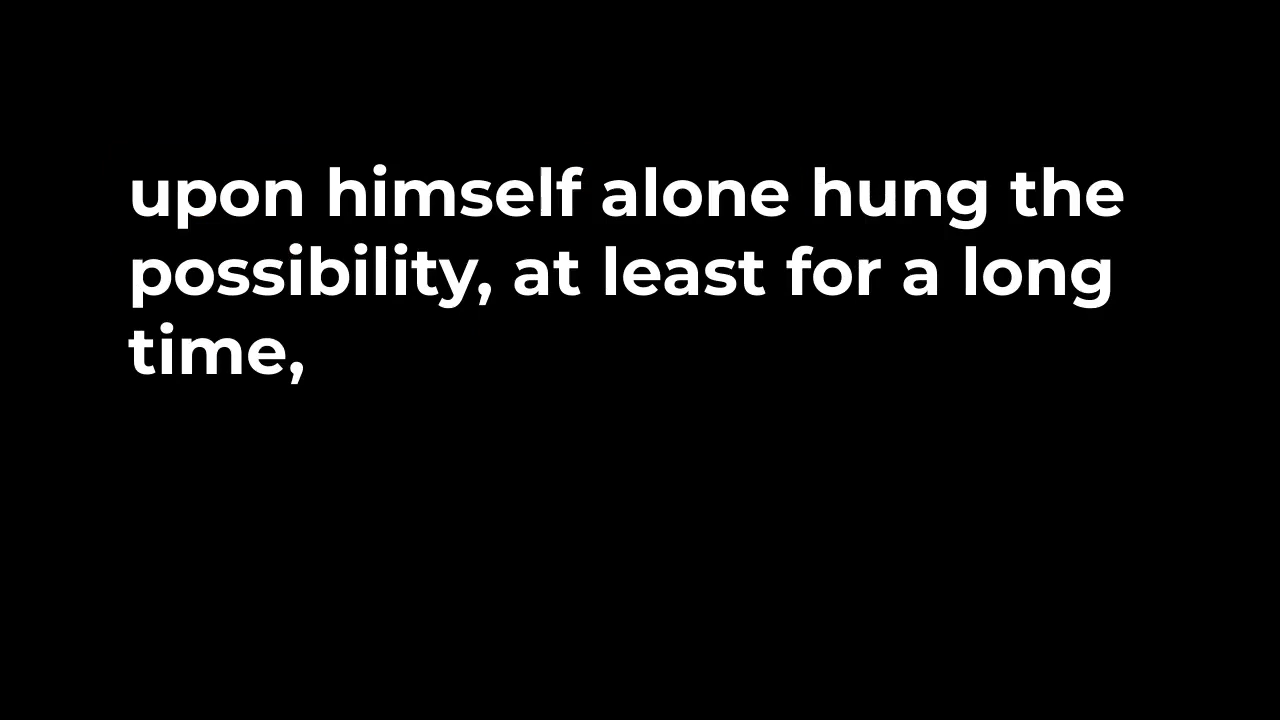 upon himself alone hung the
possibility, at least for a long
time,